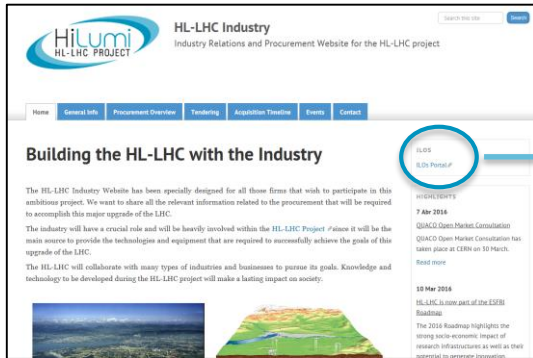 HiLumi
HL-LHC PROJECT
HL-LHC Industry
Industry Relations and Procurement Website for the HL-LHC project
Search this site
Search
Home
General Info
Procurement Overview
Tendering
Acquisition Timeline
Events
Contact
Building the HL-LHC with the Industry
The HL-LHC Industry Website has been specially designed for all those firms that wish to participate in this
ambitious project. We want to share all the relevant information related to the procurement that will be required
to accomplish this major upgrade of the LHC.
The industry will have a crucial role and will be heavily involved within the HL-LHC Project since it will be the
main source to provide the technologies and equipment that are required to successfully achieve the goals of this
upgrade of the LHC.
The HL-LHC will collaborate with many types of industries and businesses to pursue its goals. Knowledge and
technology to be developed during the HL-LHC project will make a lasting impact on society.
ILOS
ILOs Portal
HIGHLIGHTS
7 Abr 2016
QUACO Open Market Consultation
QUACO Open Market Consultation has
taken place at CERN on 30 March.
Read more
10 Mar 2016
HL-LHC is now part of the ESFRI
Roadmap
The 2016 Roadmap highlights the
strong socio-economic impact of
research infrastructures as well as their
potential to generate innovation